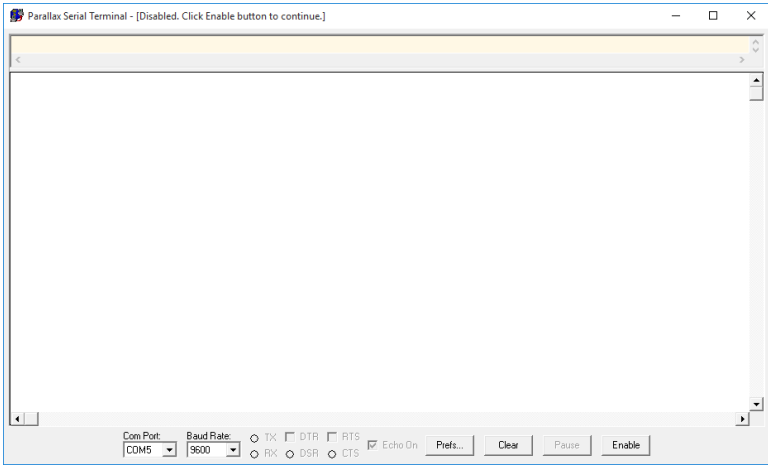 Parallax Serial Terminal - [Disabled. Click Enable button to continue.]
Com Port: Baud Rate: TX DTR RTS
COM5 9600 RX DSR CTS Echo On Prefs... Clear Pause Enable